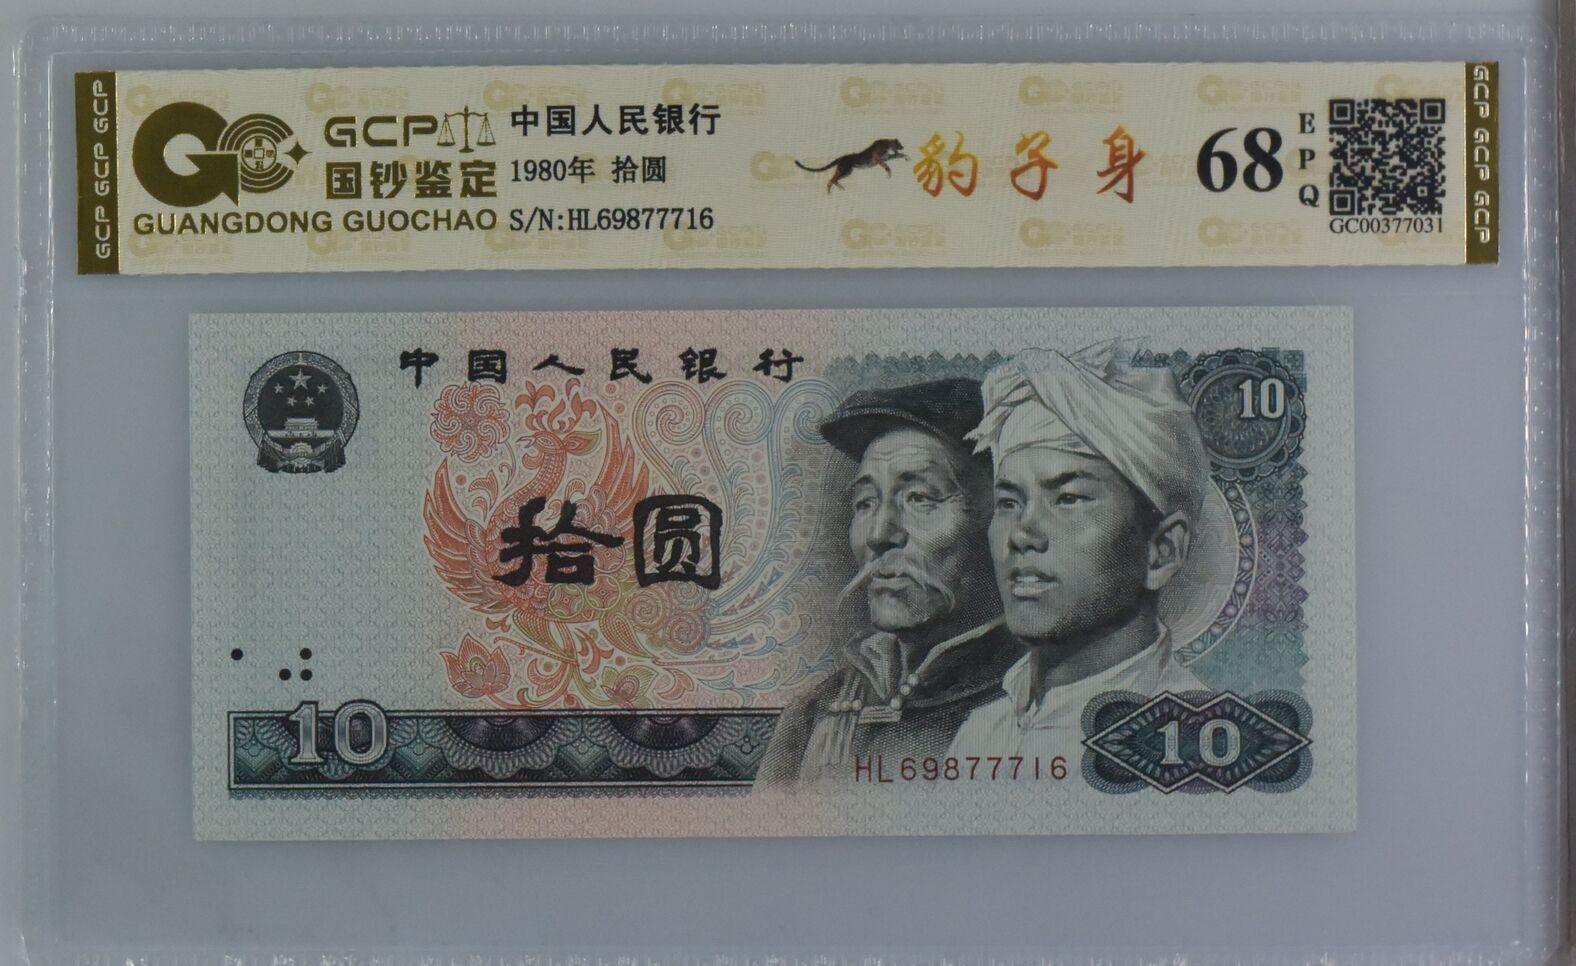 GCP GCP GCP
GCP
国钞鉴定
GUANGDONG GUOCHAO
中国人民银行
1980年 拾圆
S/N:HL69877716
豹子身
68
EPQ
GC00377031
GCP GCP GCP
中国人民银行
10
拾圆
10
HL69877716
10